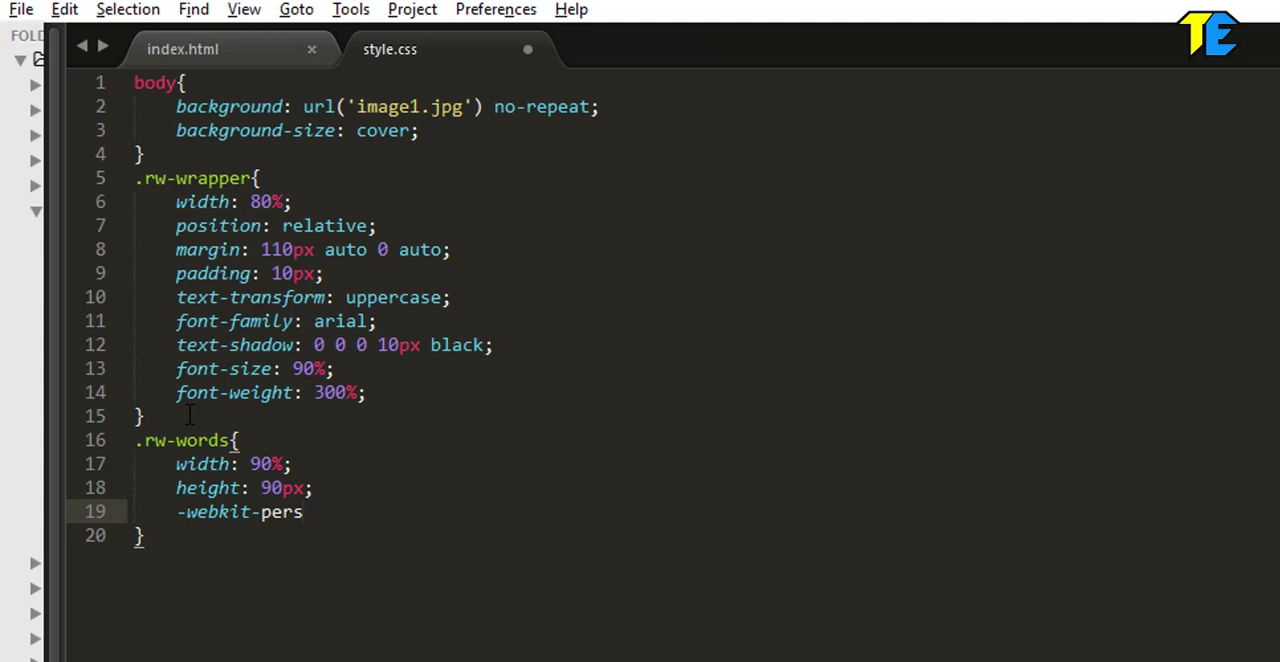 File Edit Selection Find View Goto Tools Project Preferences Help
FOLD
index.html × style.css
TE
1 body{
2 background: url('image1.jpg') no-repeat;
3 background-size: cover;
4 }
5 .rw-wrapper{
6 width: 80%;
7 position: relative;
8 margin: 110px auto 0 auto;
9 padding: 10px;
10 text-transform: uppercase;
11 font-family: arial;
12 text-shadow: 0 0 0 10px black;
13 font-size: 90%;
14 font-weight: 300%;
15 }
16 .rw-words{
17 width: 90%;
18 height: 90px;
19 -webkit-pers
20 }